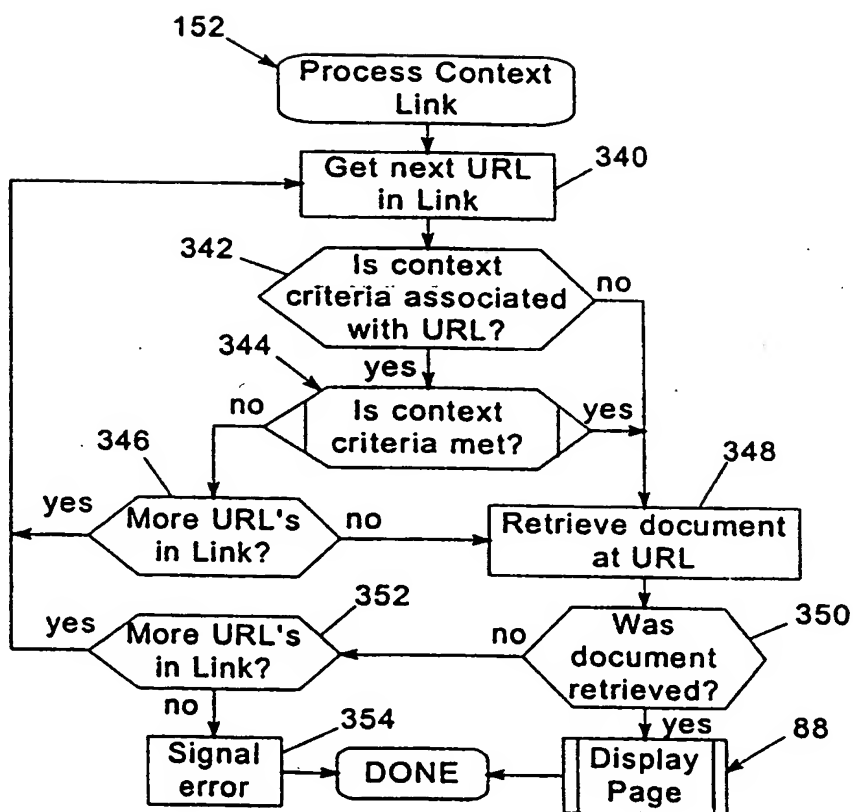 152
Process Context
Link
Get next URL
in Link
340
342
Is context
criteria associated
with URL?
no
yes
344
Is context
criteria met?
no
yes
346
More URL's
in Link?
yes
no
348
Retrieve document
at URL
352
More URL's
in Link?
yes
no
350
Was
document
retrieved?
no
yes
354
Signal
error
DONE
88
Display
Page